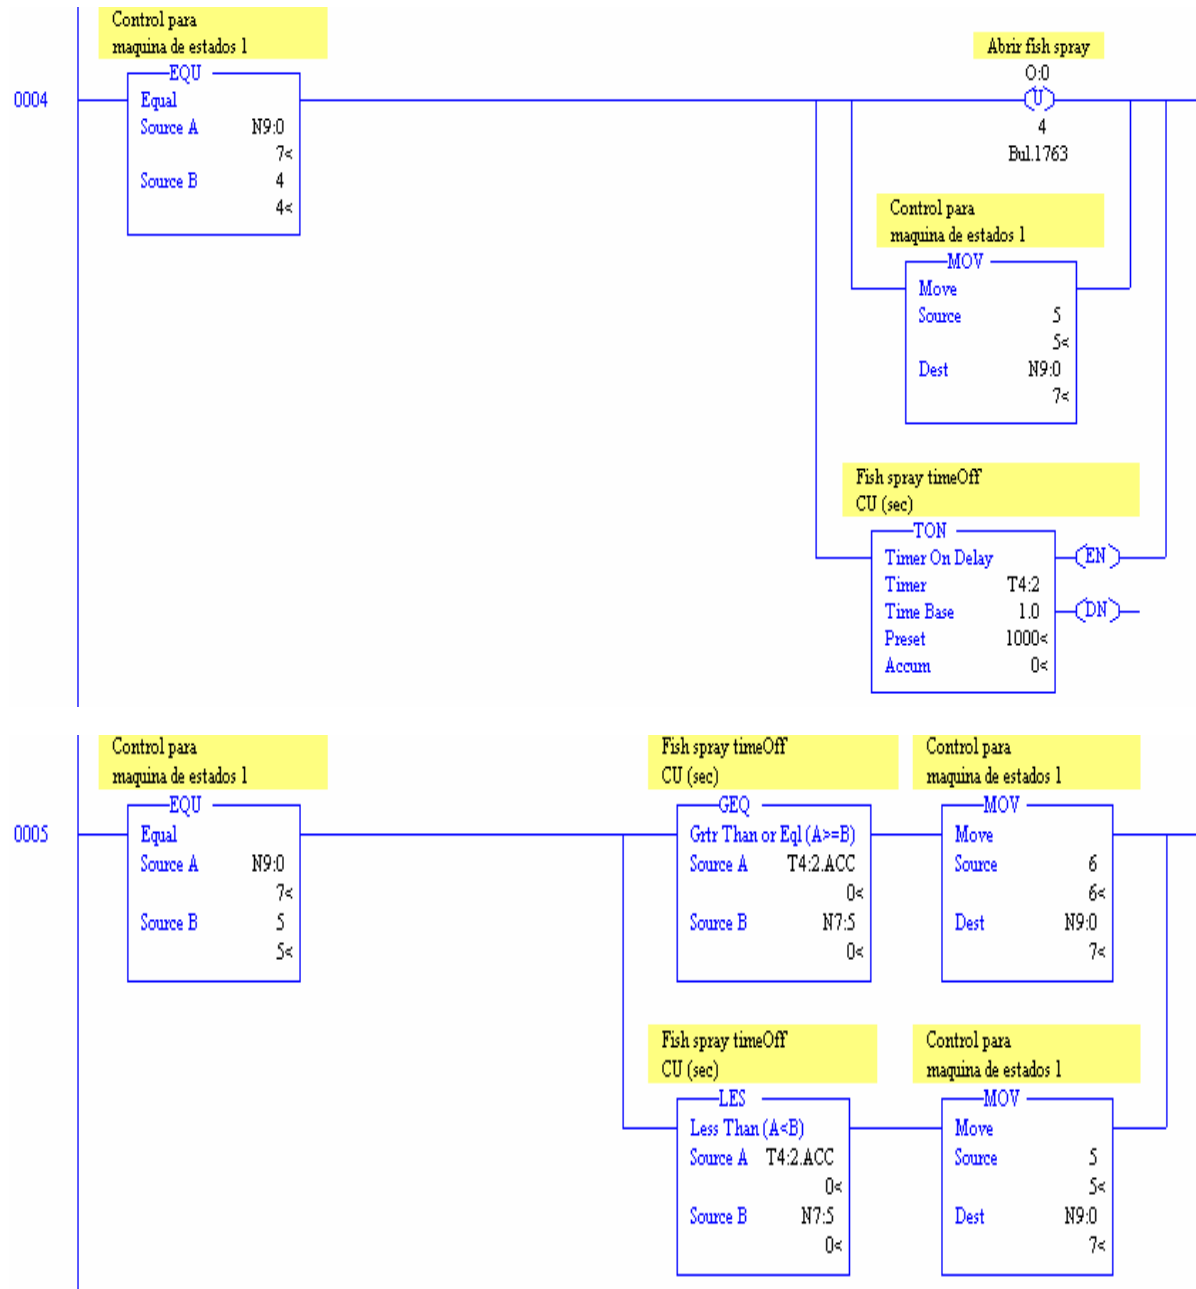 Control para
maquina de estados 1
EQU
0004
Equal
Source A N9:0
7<
Source B 4
4<
Abrir fish spray
O:0
U
4
Bul.1763
Control para
maquina de estados 1
MOV
Move
Source 5
5<
Dest N9:0
7<
Fish spray timeOff
CU (sec)
TON
Timer On Delay EN
Timer T4:2
Time Base 1.0 DN
Preset 1000<
Accum 0<
Control para
maquina de estados 1
EQU
0005
Equal
Source A N9:0
7<
Source B 5
5<
Fish spray timeOff
CU (sec)
GEQ
Grtr Than or Eql (A>=B)
Source A T4:2.ACC
0<
Source B N7:5
0<
Control para
maquina de estados 1
MOV
Move
Source 6
6<
Dest N9:0
7<
Fish spray timeOff
CU (sec)
LES
Less Than (A<B)
Source A T4:2.ACC
0<
Source B N7:5
0<
Control para
maquina de estados 1
MOV
Move
Source 5
5<
Dest N9:0
7<